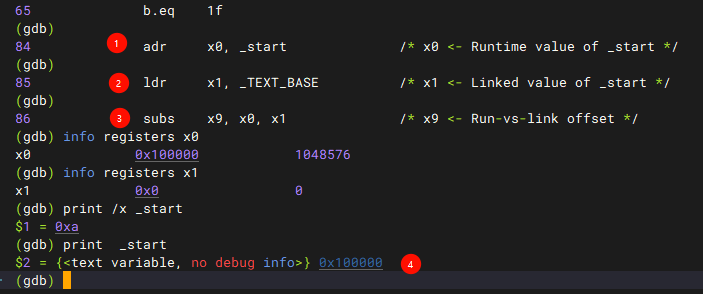 65 b.eq 1f
(gdb)
84 1 adr x0, _start /* x0 <- Runtime value of _start */
(gdb)
85 2 ldr x1, _TEXT_BASE /* x1 <- Linked value of _start */
(gdb)
86 3 subs x9, x0, x1 /* x9 <- Run-vs-link offset */
(gdb) info registers x0
x0 0x100000 1048576
(gdb) info registers x1
x1 0x0 0
(gdb) print /x _start
$1 = 0xa
(gdb) print _start
$2 = {<text variable, no debug info>} 0x100000 4
(gdb)